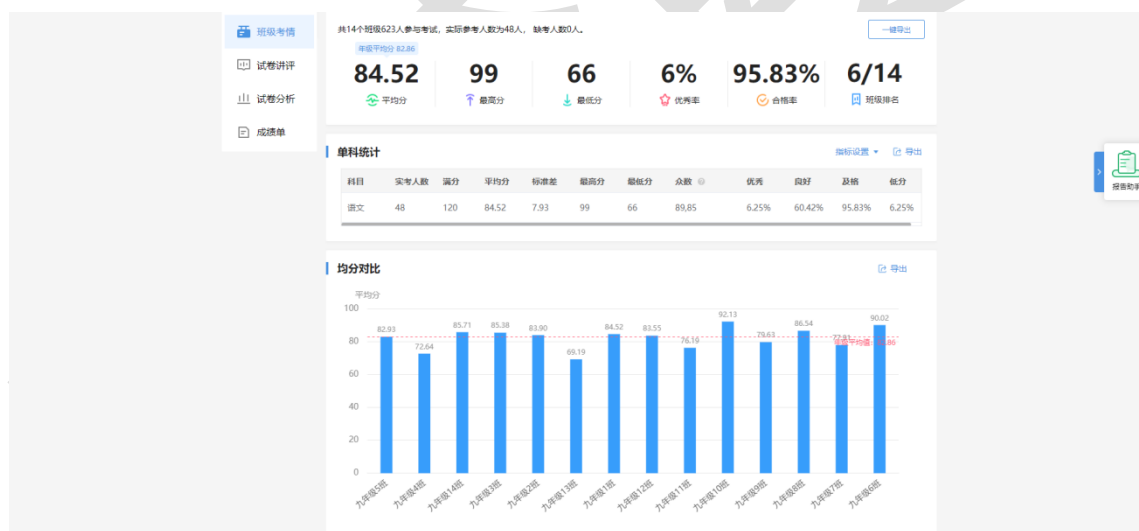 班级考情
试卷讲评
试卷分析
成绩单
共14个班级623人参与考试，实际参考人数为48人， 缺考人数0人。
一键导出
年级平均分 82.86
84.52 99 66 6% 95.83% 6/14
平均分 最高分 最低分 优秀率 合格率 班级排名
单科统计
指标设置 导出
科目 实考人数 满分 平均分 标准差 最高分 最低分 众数 优秀 良好 及格 低分
语文 48 120 84.52 7.93 99 66 89,85 6.25% 60.42% 95.83% 6.25%
报告助手
均分对比
导出
平均分
100
80
60
40
20
0
82.93 72.64 85.71 85.38 83.90 69.19 84.52 83.55 76.19 92.13 79.63 86.54 77.91 90.02
年级平均值：82.86
九年级5班 九年级4班 九年级14班 九年级3班 九年级2班 九年级13班 九年级1班 九年级12班 九年级11班 九年级10班 九年级9班 九年级8班 九年级7班 九年级6班